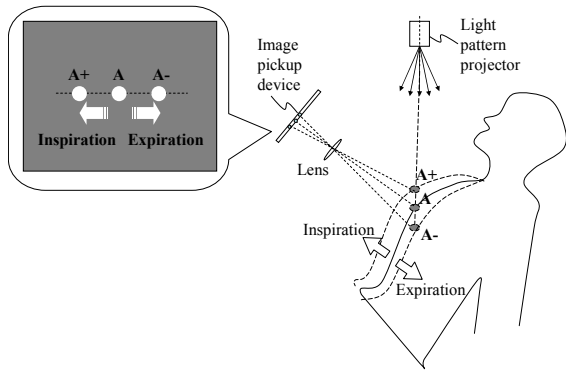 A+ A A-
Inspiration Expiration
Image
pickup
device
Lens
Light
pattern
projector
A+
A
A-
Inspiration
Expiration